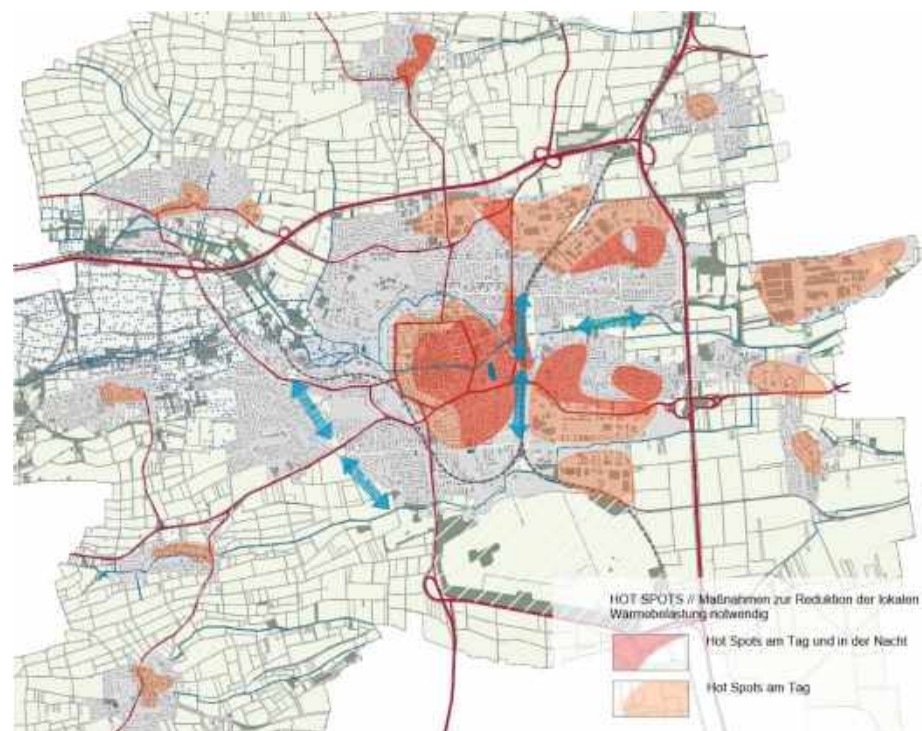 HOT SPOTS // Maßnahmen zur Reduktion der lokalen
Wärmebelastung notwendig
Hot Spots am Tag und in der Nacht
Hot Spots am Tag